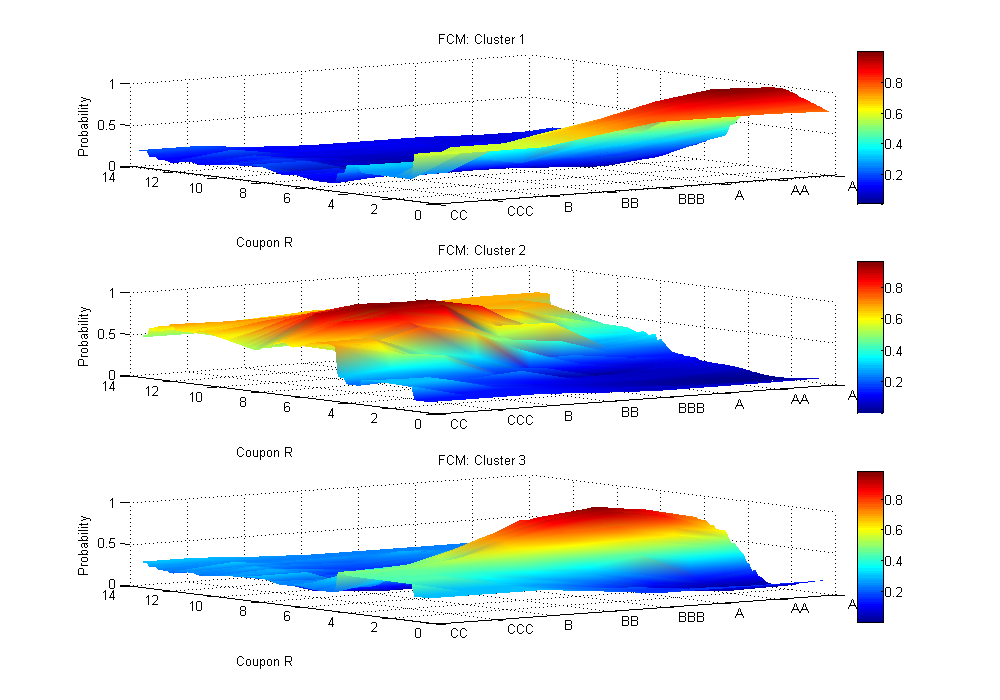 FCM: Cluster 1
1
0.5
0
Probability
14
12
10
8
6
4
2
0
Coupon R
CC
CCC
B
BB
BBB
A
AA
A
0.8
0.6
0.4
0.2
FCM: Cluster 2
1
0.5
0
Probability
14
12
10
8
6
4
2
0
Coupon R
CC
CCC
B
BB
BBB
A
AA
A
0.8
0.6
0.4
0.2
FCM: Cluster 3
1
0.5
0
Probability
14
12
10
8
6
4
2
0
Coupon R
CC
CCC
B
BB
BBB
A
AA
A
0.8
0.6
0.4
0.2